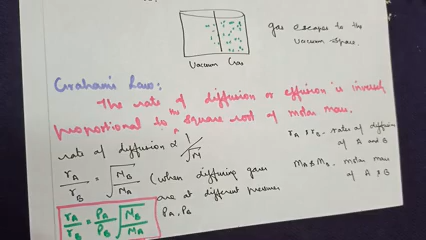 gas escapes to the
vacuum space.
Vacuum Gas
Graham's Law:
The rate of diffusion or effusion is inversly
proportional to the square root of molar mass.
rate of diffusion ∝ 1/√M
rA/rB = √MB/MA (when diffusing gases
are at different pressures
PA, PB
rA/rB = PA/PB √MB/MA
rA & rB - rates of diffusion
of A and B
MA & MB - molar mass
of A & B